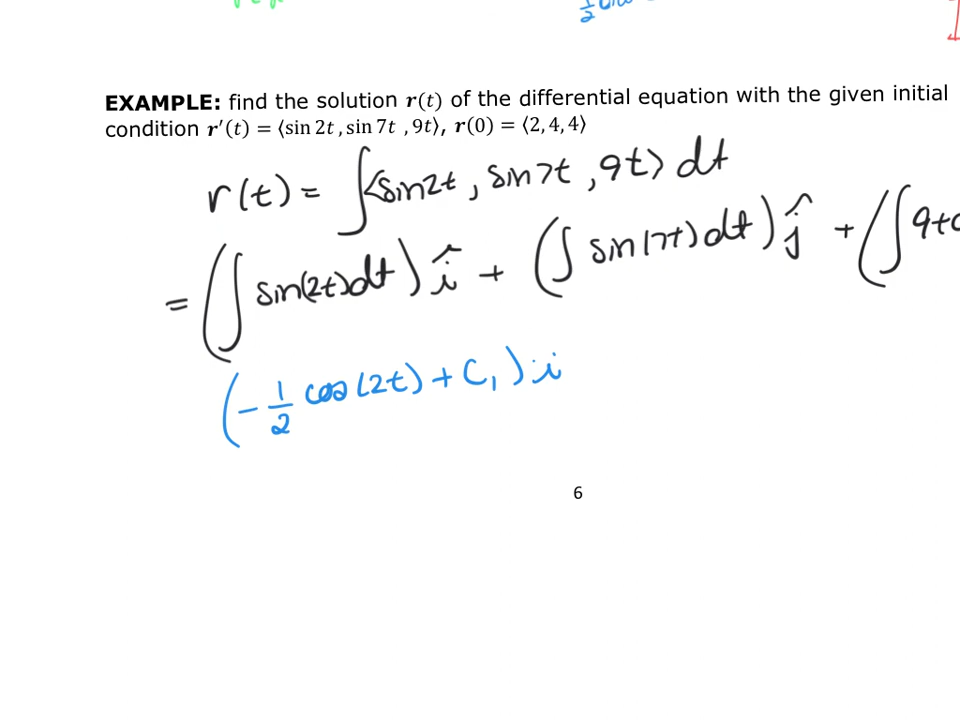 EXAMPLE: find the solution r(t) of the differential equation with the given initial
condition r′(t) = ⟨sin 2t , sin 7t , 9t⟩, r(0) = ⟨2, 4, 4⟩
r(t) = ∫<sin2t , sin7t , 9t> dt
= (∫ sin(2t)dt) î + (∫ sin(7t)dt) ĵ + (∫ 9t
(- 1/2 cos(2t) + C₁) i
6